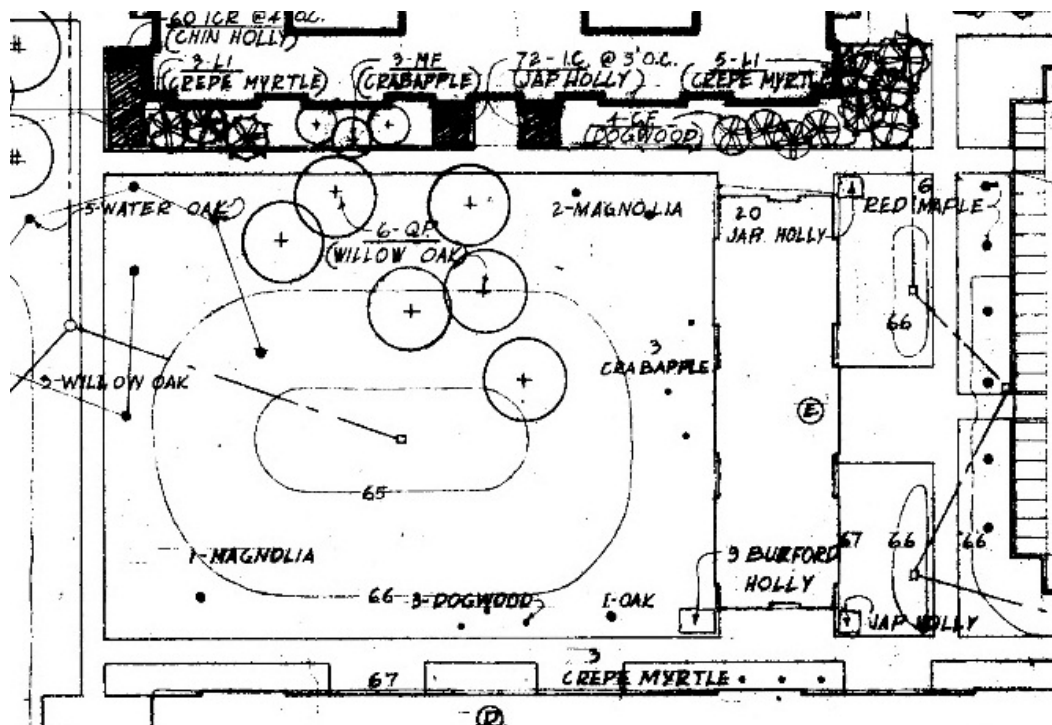 60 ICR @ 4' O.C.
(CHIN HOLLY)
3-LI
(CREPE MYRTLE)
3-MF
(CRABAPPLE)
72-I.C. @ 3' O.C.
(JAP HOLLY)
5-LI
(CREPE MYRTLE)
4-CF
(DOGWOOD)
#
#
WATER OAK
6-QP
(WILLOW OAK)
2-MAGNOLIA
20
JAP. HOLLY
6
RED MAPLE
66
3
CRABAPPLE
WILLOW OAK
E
65
1-MAGNOLIA
66
3-DOGWOOD
1-OAK
9 BURFORD
HOLLY
67
66
66
JAP HOLLY
3
CREPE MYRTLE
67
D